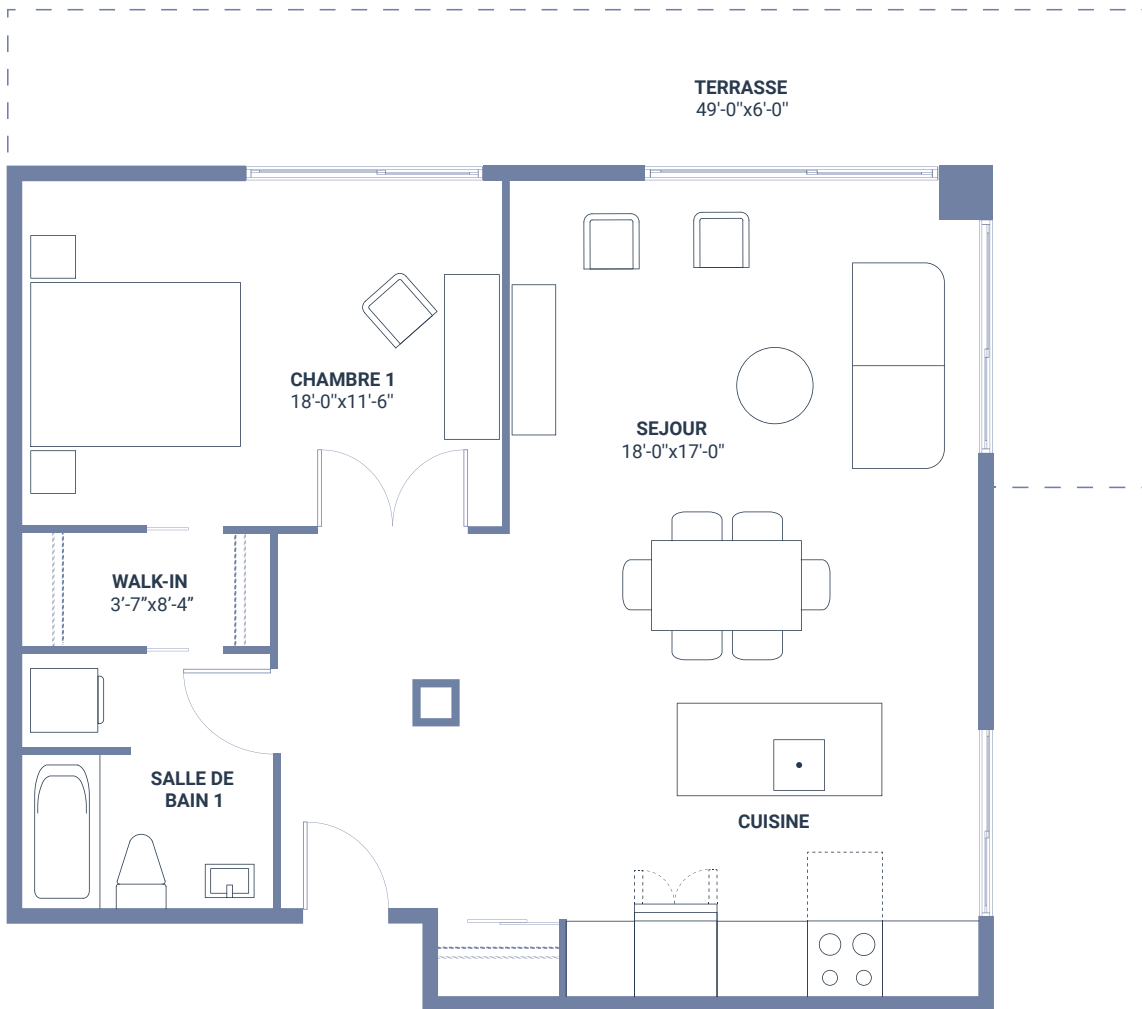 TERRASSE
49'-0"x6'-0"
CHAMBRE 1
18'-0"x11'-6"
SEJOUR
18'-0"x17'-0"
WALK-IN
3’-7”x8’-4”
SALLE DE
BAIN 1
CUISINE